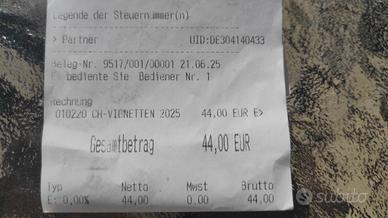 Legende der Steuernummer(n)
> Partner UID:DE304140433
Beleg-Nr. 9517/001/00001 21.06.25
Es bediente Sie Bediener Nr. 1
Rechnung
010220 CH-VIGNETTEN 2025 44,00 EUR E>
Gesamtbetrag 44,00 EUR
Typ Netto Mwst Brutto
E: 0,00% 44,00 0.00 44,00
subito